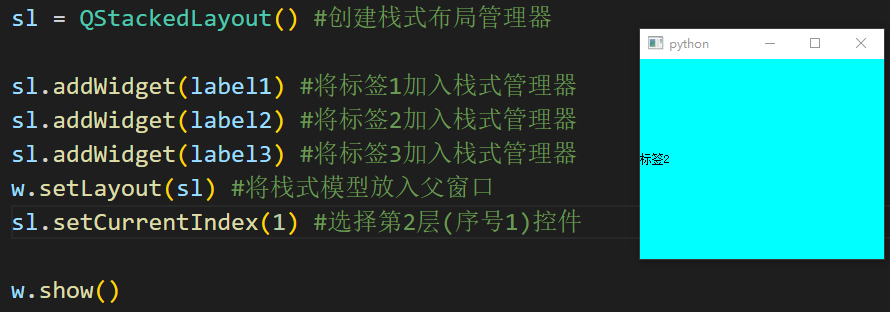 sl = QStackedLayout() #创建栈式布局管理器
python
sl.addWidget(label1) #将标签1加入栈式管理器
sl.addWidget(label2) #将标签2加入栈式管理器
标签2
sl.addWidget(label3) #将标签3加入栈式管理器
w.setLayout(sl) #将栈式模型放入父窗口
sl.setCurrentIndex(1) #选择第2层(序号1)控件
w.show()